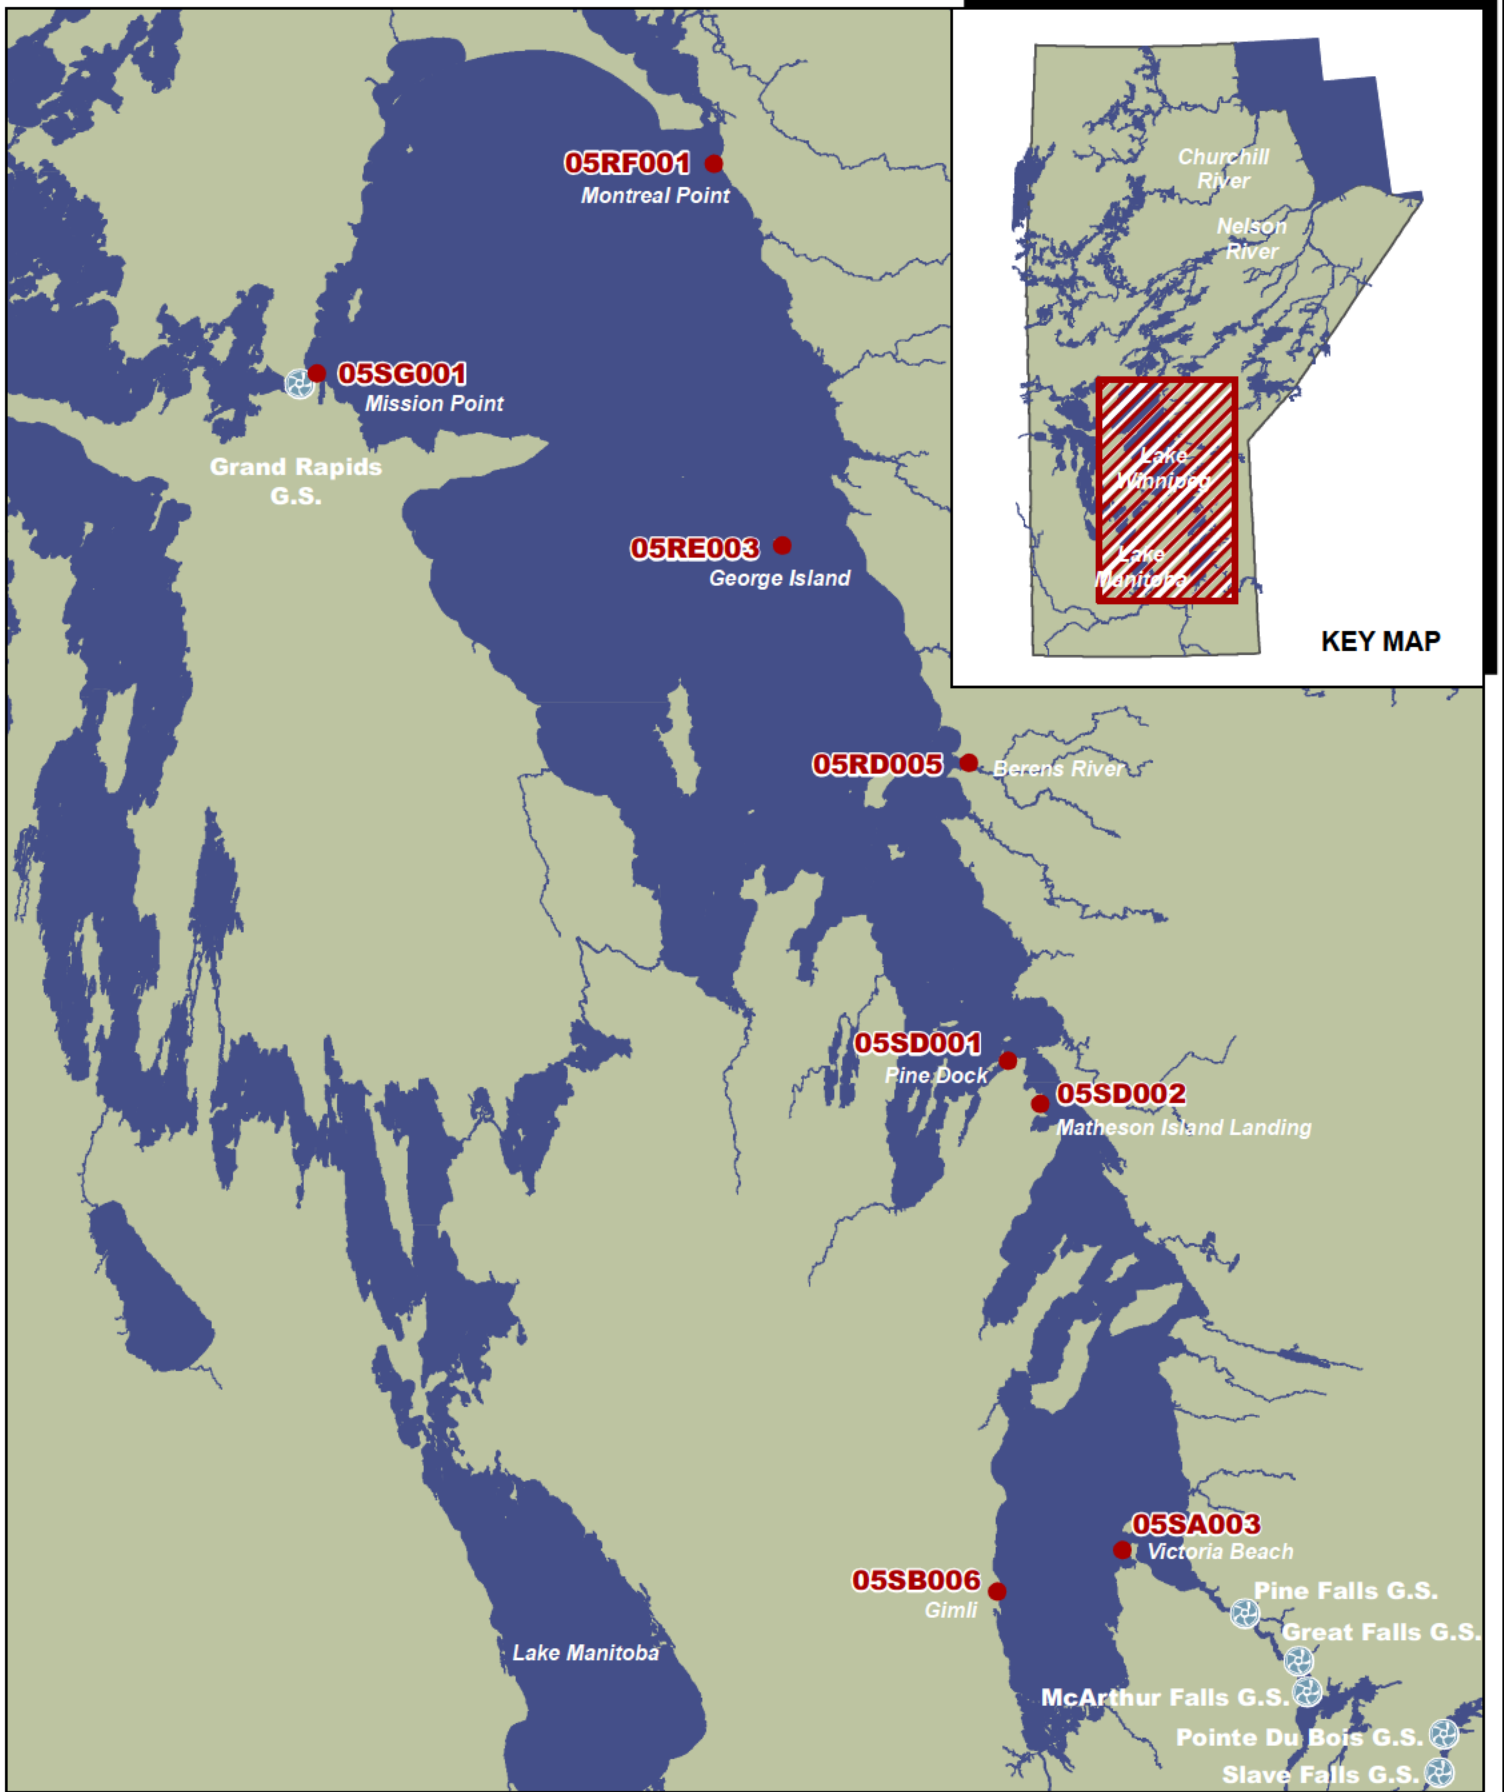 Churchill
River
Nelson
River
Lake
Winnipeg
Lake
Manitoba
KEY MAP
05RF001
Montreal Point
05SG001
Mission Point
Grand Rapids
G.S.
05RE003
George Island
05RD005
Berens River
05SD001
Pine Dock
05SD002
Matheson Island Landing
05SA003
Victoria Beach
05SB006
Gimli
Pine Falls G.S.
Great Falls G.S.
Lake Manitoba
McArthur Falls G.S.
Pointe Du Bois G.S.
Slave Falls G.S.